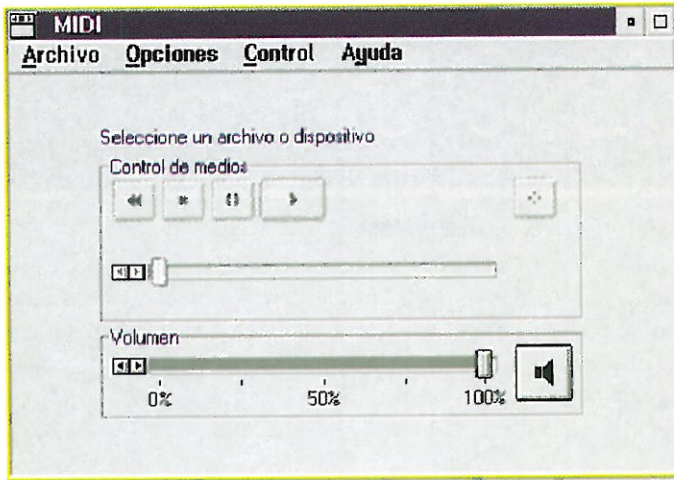 MIDI
Archivo Opciones Control Ayuda
Seleccione un archivo o dispositivo
Control de medios
Volumen
0% 50% 100%